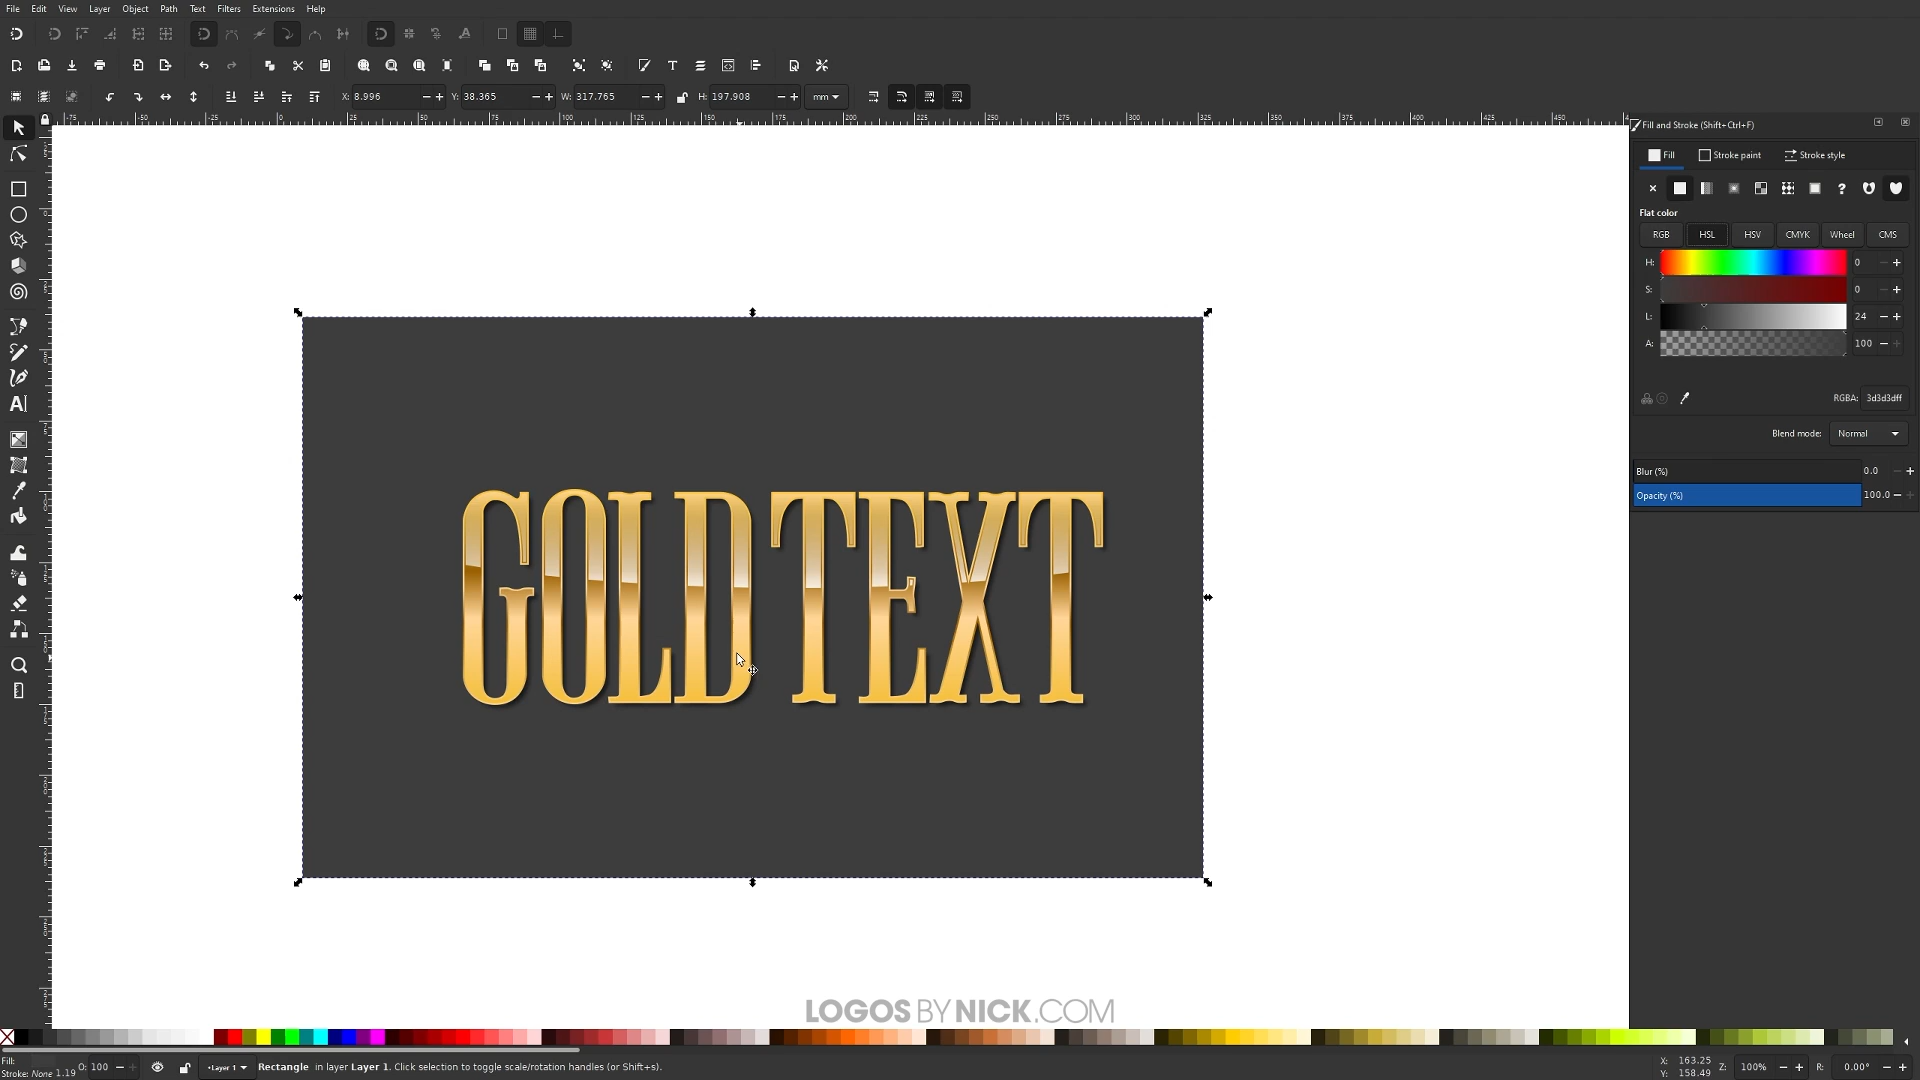 File Edit View Layer Object Path Text Filters Extensions Help
X: 8.996 Y: 38.365 W: 317.765 H: 197.908 mm
Fill and Stroke (Shift+Ctrl+F)
Fill Stroke paint Stroke style
Flat color
RGB HSL HSV CMYK Wheel CMS
H: 0
S: 0
L: 24
A: 100
RGBA: 3d3d3dff
Blend mode: Normal
Blur (%) 0.0
Opacity (%) 100.0
GOLD TEXT
LOGOS BY NICK.COM
Fill:
Stroke: None 1.19 O: 100 •Layer 1 Rectangle in layer Layer 1. Click selection to toggle scale/rotation handles (or Shift+s).
X: 163.25
Y: 158.49
Z: 100% R: 0.00°